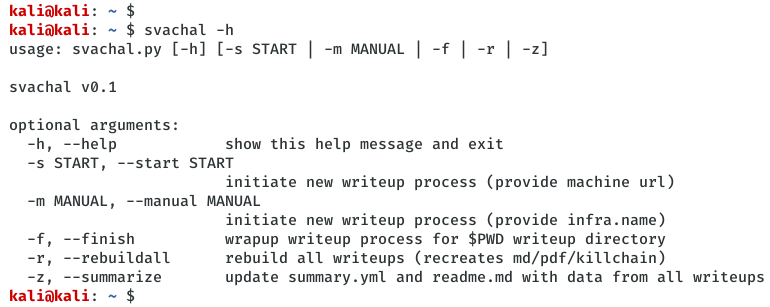 kali@kali: ~ $
kali@kali: ~ $ svachal -h
usage: svachal.py [-h] [-s START | -m MANUAL | -f | -r | -z]
svachal v0.1
optional arguments:
-h, --help show this help message and exit
-s START, --start START
initiate new writeup process (provide machine url)
-m MANUAL, --manual MANUAL
initiate new writeup process (provide infra.name)
-f, --finish wrapup writeup process for $PWD writeup directory
-r, --rebuildall rebuild all writeups (recreates md/pdf/killchain)
-z, --summarize update summary.yml and readme.md with data from all writeups
kali@kali: ~ $